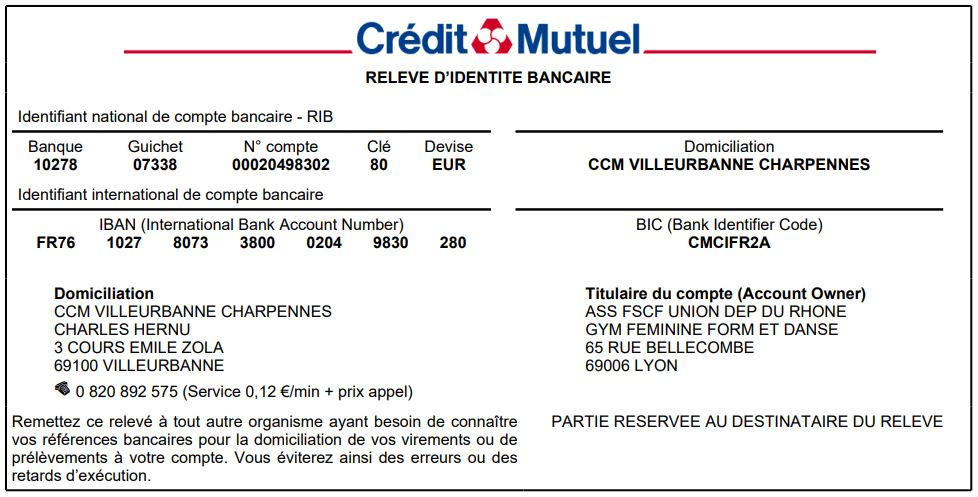 Crédit Mutuel
RELEVE D'IDENTITE BANCAIRE
Identifiant national de compte bancaire - RIB
Banque Guichet N° compte Clé Devise Domiciliation
10278 07338 00020498302 80 EUR CCM VILLEURBANNE CHARPENNES
Identifiant international de compte bancaire
IBAN (International Bank Account Number) BIC (Bank Identifier Code)
FR76 1027 8073 3800 0204 9830 280 CMCIFR2A
Domiciliation
CCM VILLEURBANNE CHARPENNES
CHARLES HERNU
3 COURS EMILE ZOLA
69100 VILLEURBANNE
0 820 892 575 (Service 0,12 €/min + prix appel)
Titulaire du compte (Account Owner)
ASS FSCF UNION DEP DU RHONE
GYM FEMININE FORM ET DANSE
65 RUE BELLECOMBE
69006 LYON
Remettez ce relevé à tout autre organisme ayant besoin de connaître
vos références bancaires pour la domiciliation de vos virements ou de
prélèvements à votre compte. Vous éviterez ainsi des erreurs ou des
retards d'exécution.
PARTIE RESERVEE AU DESTINATAIRE DU RELEVE